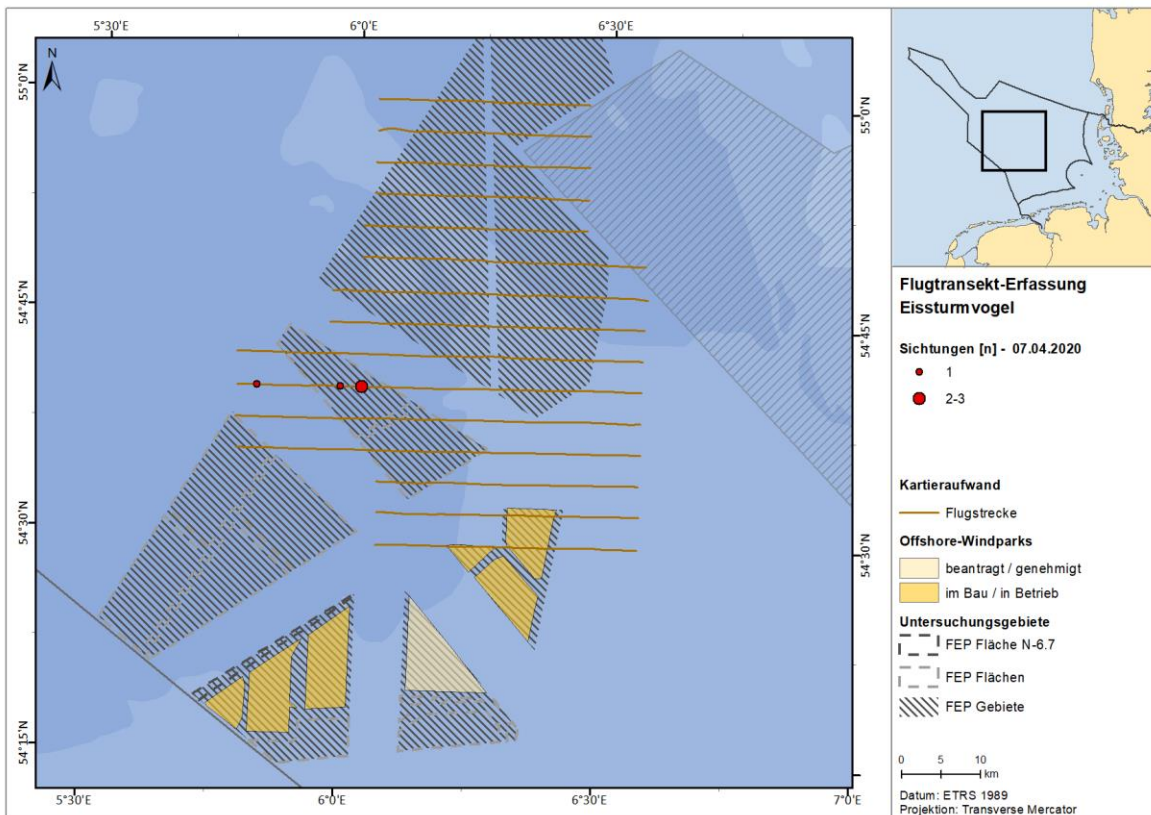 5°30'E
6°0'E
6°30'E
N
55°0'N
55°0'N
54°45'N
54°45'N
54°30'N
54°30'N
54°15'N
5°30'E
6°0'E
6°30'E
7°0'E
Flugtransekt-Erfassung
Eissturmvogel
Sichtungen [n] - 07.04.2020
1
2-3
Kartieraufwand
Flugstrecke
Offshore-Windparks
beantragt / genehmigt
im Bau / in Betrieb
Untersuchungsgebiete
FEP Fläche N-6.7
FEP Flächen
FEP Gebiete
0 5 10
km
Datum: ETRS 1989
Projektion: Transverse Mercator